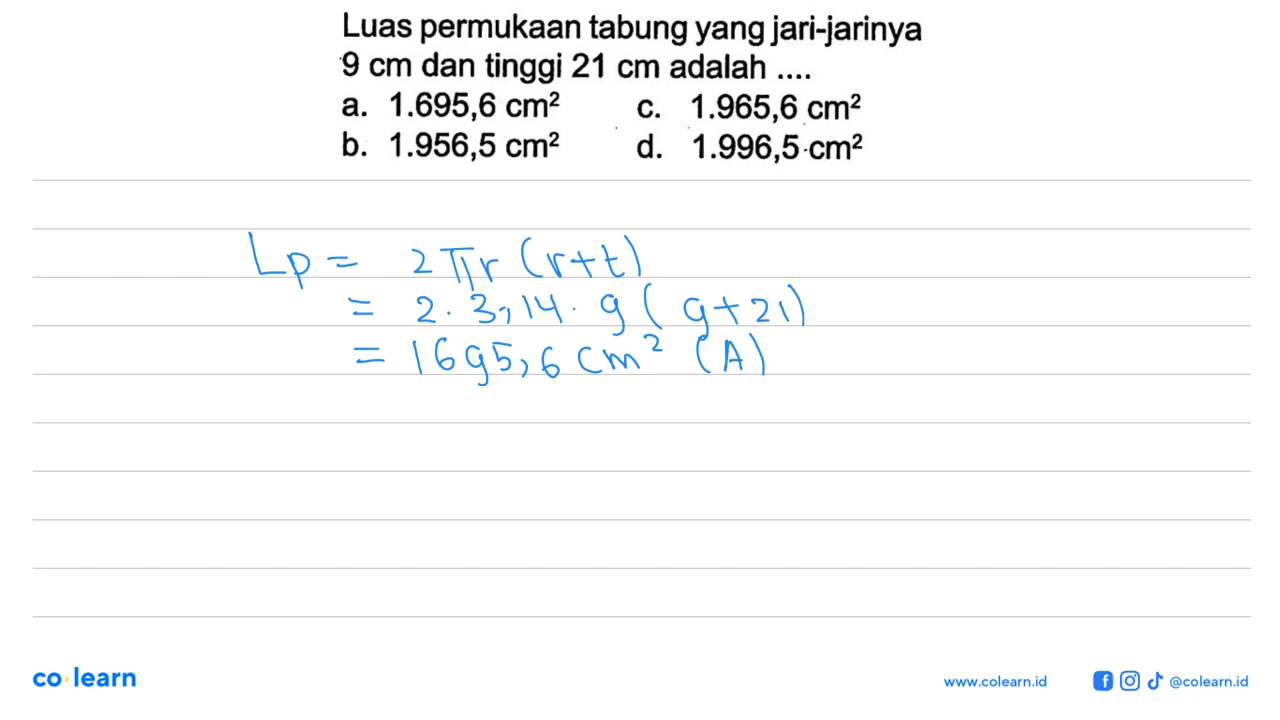 Luas permukaan tabung yang jari-jarinya
9 cm dan tinggi 21 cm adalah ....
a. 1.695,6 cm² c. 1.965,6 cm²
b. 1.956,5 cm² d. 1.996,5 cm²
Lp = 2πr (r+t)
= 2. 3,14. 9 (9+21)
= 1695,6 cm² (A)
co learn
www.colearn.id @colearn.id